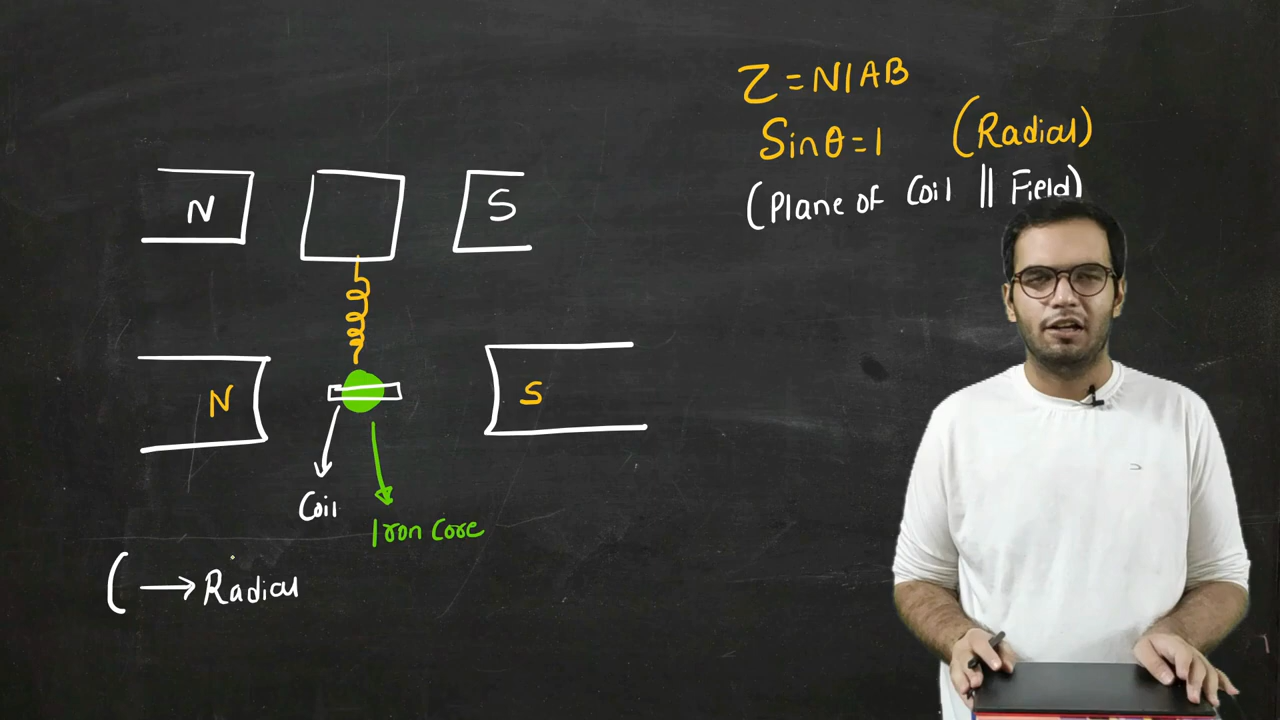 τ = NIAB
Sinθ = 1 (Radial)
(Plane of Coil || Field)
N S
N S
Coil
Iron Core
( → Radial